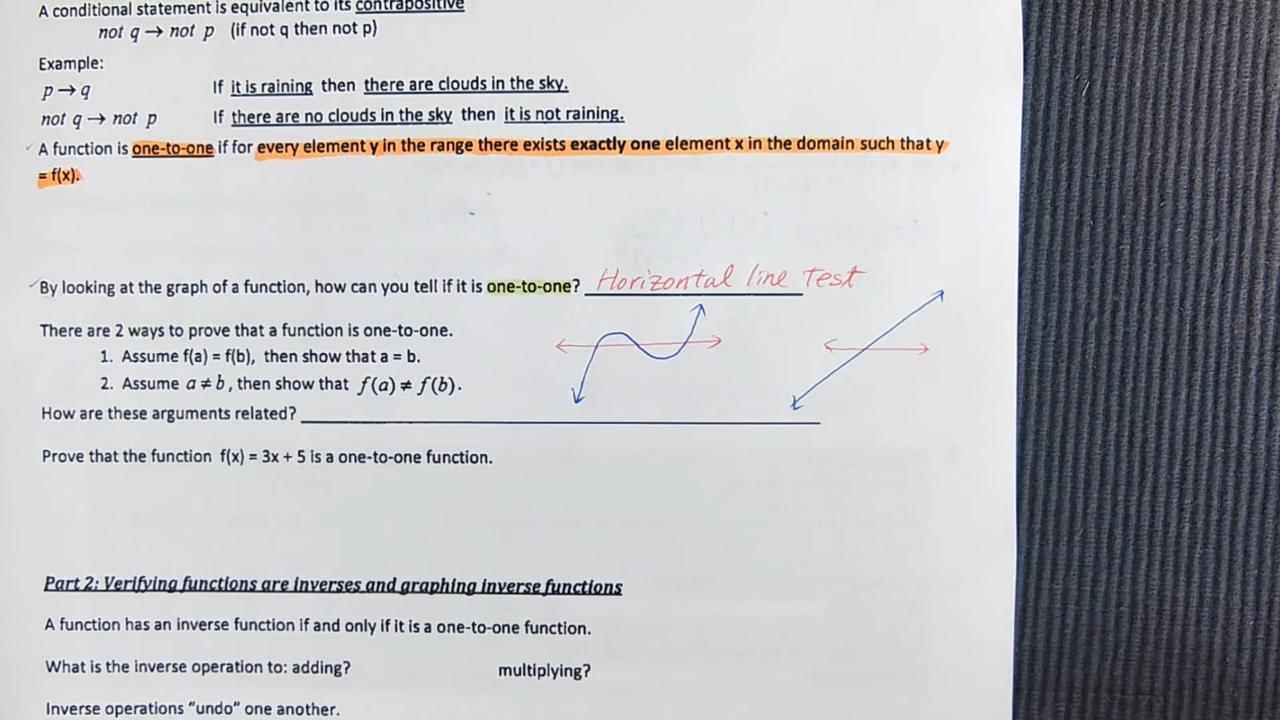 A conditional statement is equivalent to its contrapositive
not q → not p (if not q then not p)
Example:
p → q If it is raining then there are clouds in the sky.
not q → not p If there are no clouds in the sky then it is not raining.
A function is one-to-one if for every element y in the range there exists exactly one element x in the domain such that y
= f(x).
By looking at the graph of a function, how can you tell if it is one-to-one? Horizontal line test
There are 2 ways to prove that a function is one-to-one.
1. Assume f(a) = f(b), then show that a = b.
2. Assume a ≠ b, then show that f(a) ≠ f(b).
How are these arguments related?
Prove that the function f(x) = 3x + 5 is a one-to-one function.
Part 2: Verifying functions are inverses and graphing inverse functions
A function has an inverse function if and only if it is a one-to-one function.
What is the inverse operation to: adding? multiplying?
Inverse operations “undo” one another.